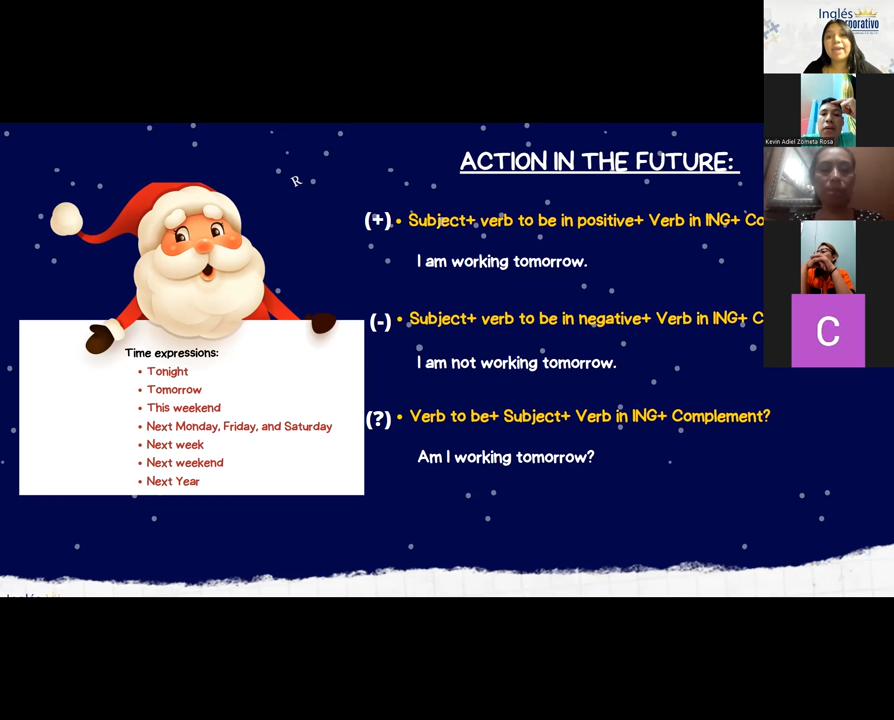 Inglés
ACTION IN THE FUTURE:
R
(+) • Subject+ verb to be in positive+ Verb in ING+ Co
I am working tomorrow.
(-) • Subject+ verb to be in negative+ Verb in ING+ C
I am not working tomorrow.
(?) • Verb to be+ Subject+ Verb in ING+ Complement?
Am I working tomorrow?
Time expressions:
• Tonight
• Tomorrow
• This weekend
• Next Monday, Friday, and Saturday
• Next week
• Next weekend
• Next Year
Kevin Adiel Zometa Rosa
C